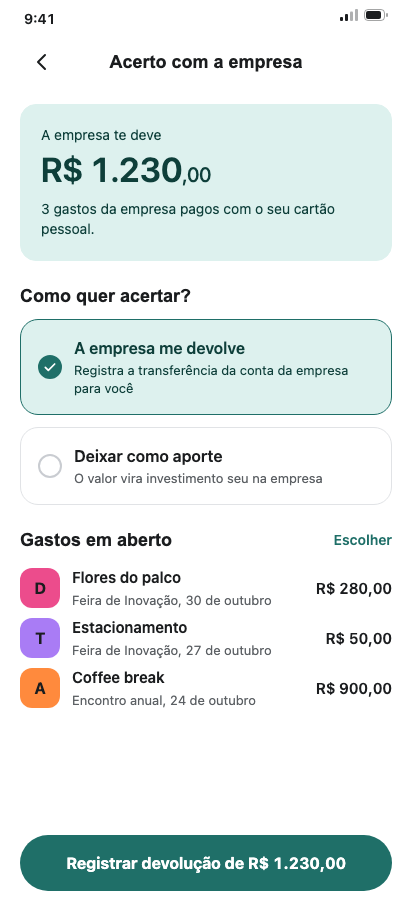 9:41
Acerto com a empresa
A empresa te deve
R$ 1.230,00
3 gastos da empresa pagos com o seu cartão
pessoal.
Como quer acertar?
A empresa me devolve
Registra a transferência da conta da empresa
para você
Deixar como aporte
O valor vira investimento seu na empresa
Gastos em aberto
Escolher
D
Flores do palco
Feira de Inovação, 30 de outubro
R$ 280,00
T
Estacionamento
Feira de Inovação, 27 de outubro
R$ 50,00
A
Coffee break
Encontro anual, 24 de outubro
R$ 900,00
Registrar devolução de R$ 1.230,00